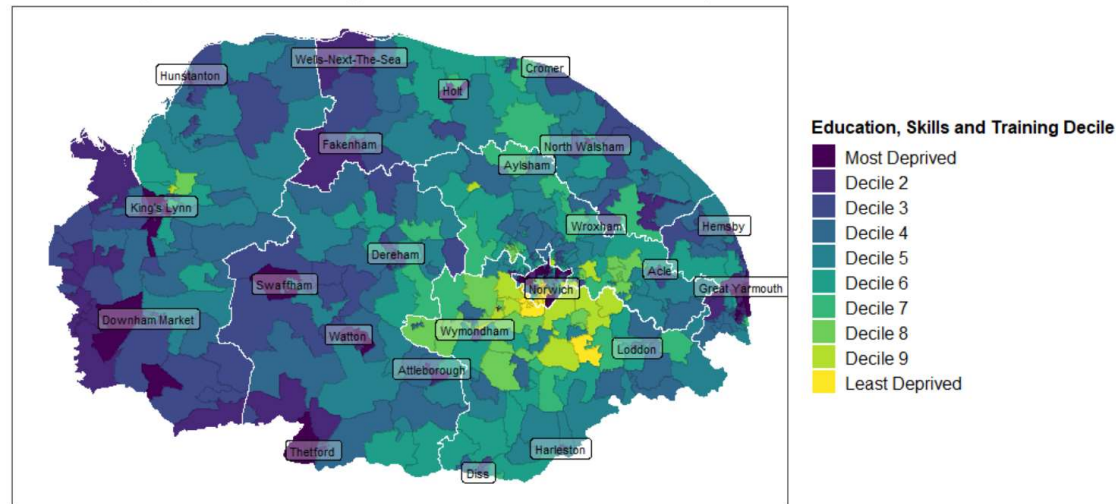 Wells-Next-The-Sea
Hunstanton
Cromer
Holt
Fakenham
North Walsham
Aylsham
King's Lynn
Wroxham
Hemsby
Dereham
Acle
Swaffham
Norwich
Great Yarmouth
Downham Market
Watton
Wymondham
Loddon
Attleborough
Thetford
Harleston
Diss
Education, Skills and Training Decile
Most Deprived
Decile 2
Decile 3
Decile 4
Decile 5
Decile 6
Decile 7
Decile 8
Decile 9
Least Deprived